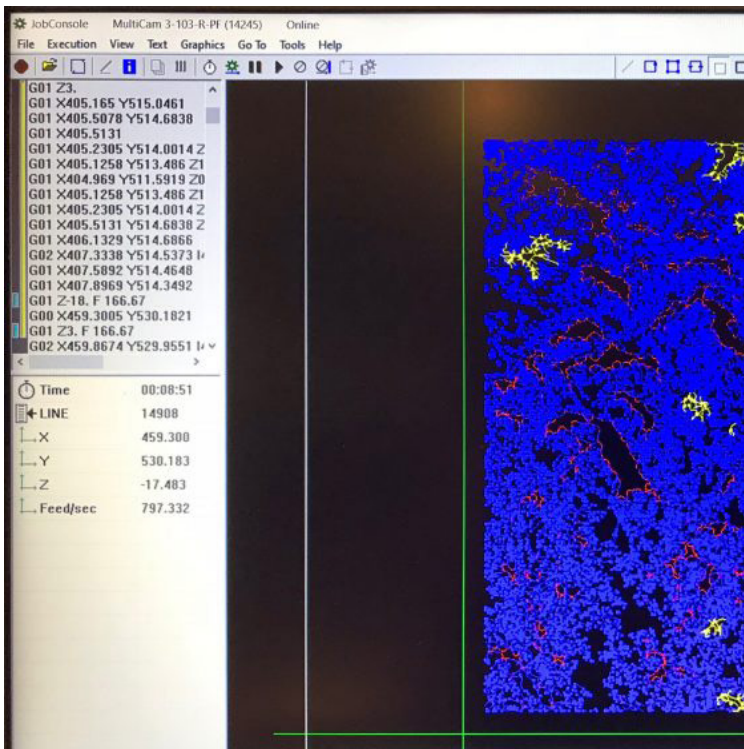 JobConsole MultiCam 3-103-R-PF (14245) Online
File Execution View Text Graphics Go To Tools Help
G01 Z3.
G01 X405.165 Y515.0461
G01 X405.5078 Y514.6838
G01 X405.5131
G01 X405.2305 Y514.0014 Z
G01 X405.1258 Y513.486 Z1
G01 X404.969 Y511.5919 Z0
G01 X405.1258 Y513.486 Z1
G01 X405.2305 Y514.0014 Z
G01 X405.5131 Y514.6838 Z
G01 X406.1329 Y514.6866
G02 X407.3338 Y514.5373
G01 X407.5892 Y514.4648
G01 X407.8969 Y514.3492
G01 Z-18. F 166.67
G00 X459.3005 Y530.1821
G01 Z3. F 166.67
G02 X459.8674 Y529.9551
Time 00:08:51
LINE 14908
X 459.300
Y 530.183
Z -17.483
Feed/sec 797.332